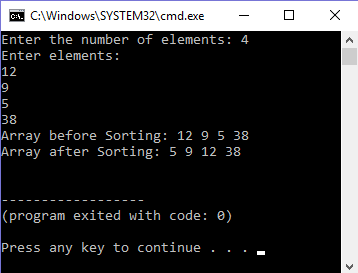 C:\Windows\SYSTEM32\cmd.exe
Enter the number of elements: 4
Enter elements:
12
9
5
38
Array before Sorting: 12 9 5 38
Array after Sorting: 5 9 12 38
------------------
(program exited with code: 0)
Press any key to continue . . .